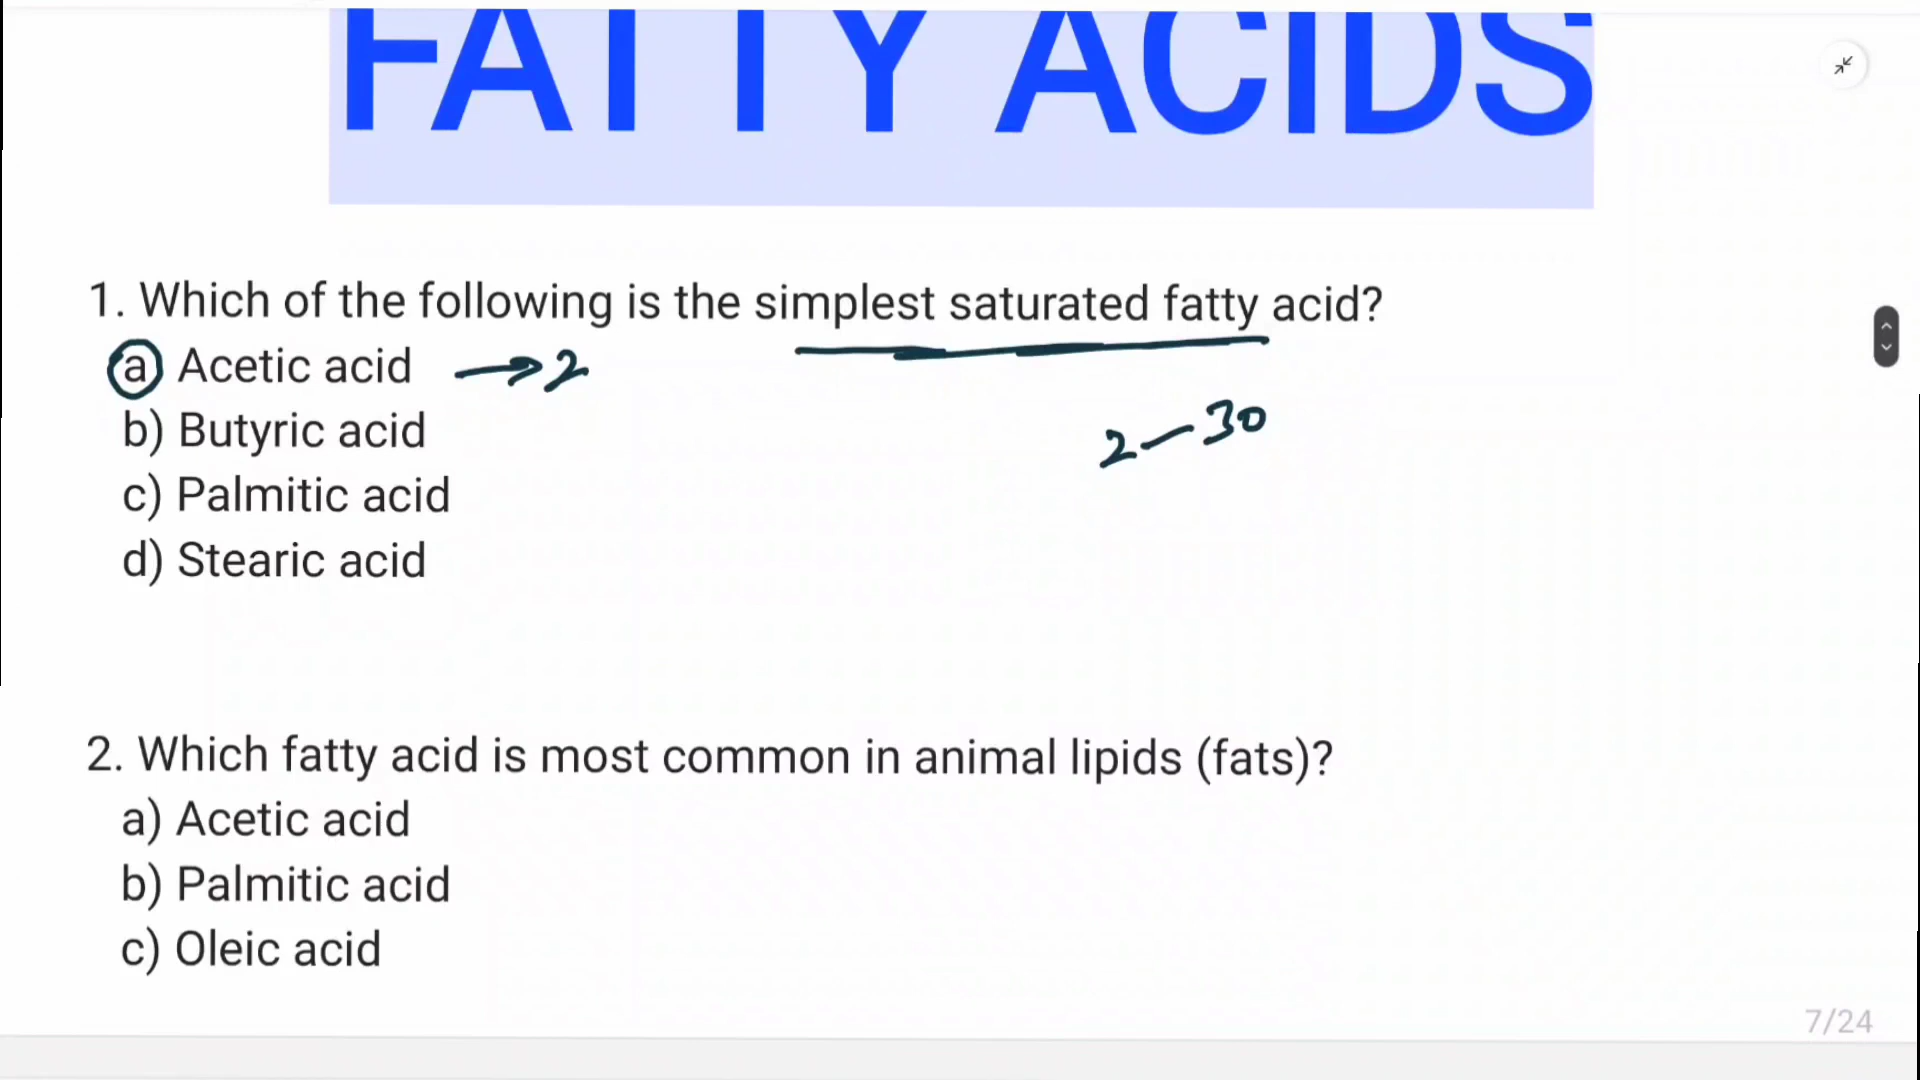 FATTY ACIDS
1. Which of the following is the simplest saturated fatty acid?
a) Acetic acid → 2
b) Butyric acid
2 - 30
c) Palmitic acid
d) Stearic acid
2. Which fatty acid is most common in animal lipids (fats)?
a) Acetic acid
b) Palmitic acid
c) Oleic acid
7/24